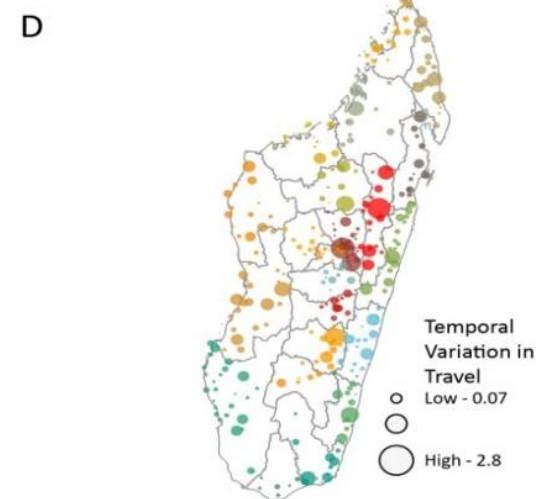 D
Temporal
Variation in
Travel
Low - 0.07
High - 2.8